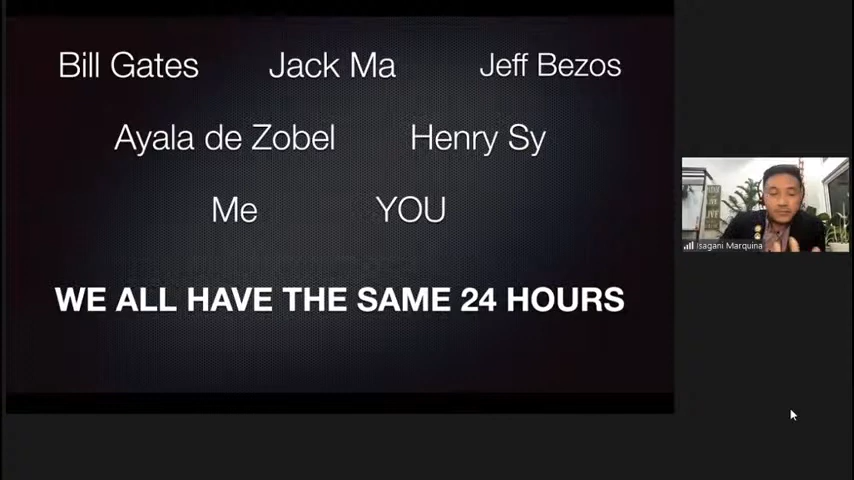 Bill Gates Jack Ma Jeff Bezos
Ayala de Zobel Henry Sy
Me YOU
WE ALL HAVE THE SAME 24 HOURS
Isagani Marquina